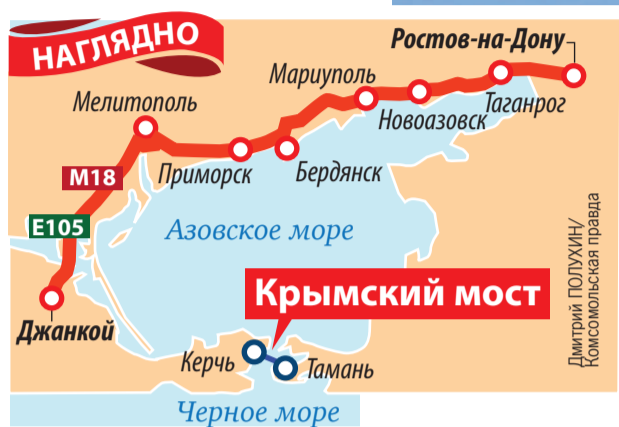 НАГЛЯДНО
Ростов-на-Дону
Мариуполь
Таганрог
Мелитополь
Новоазовск
М18
Приморск
Бердянск
Е105
Азовское море
Крымский мост
Джанкой
Керчь
Тамань
Черное море
Дмитрий ПОЛУХИН/
Комсомольская правда